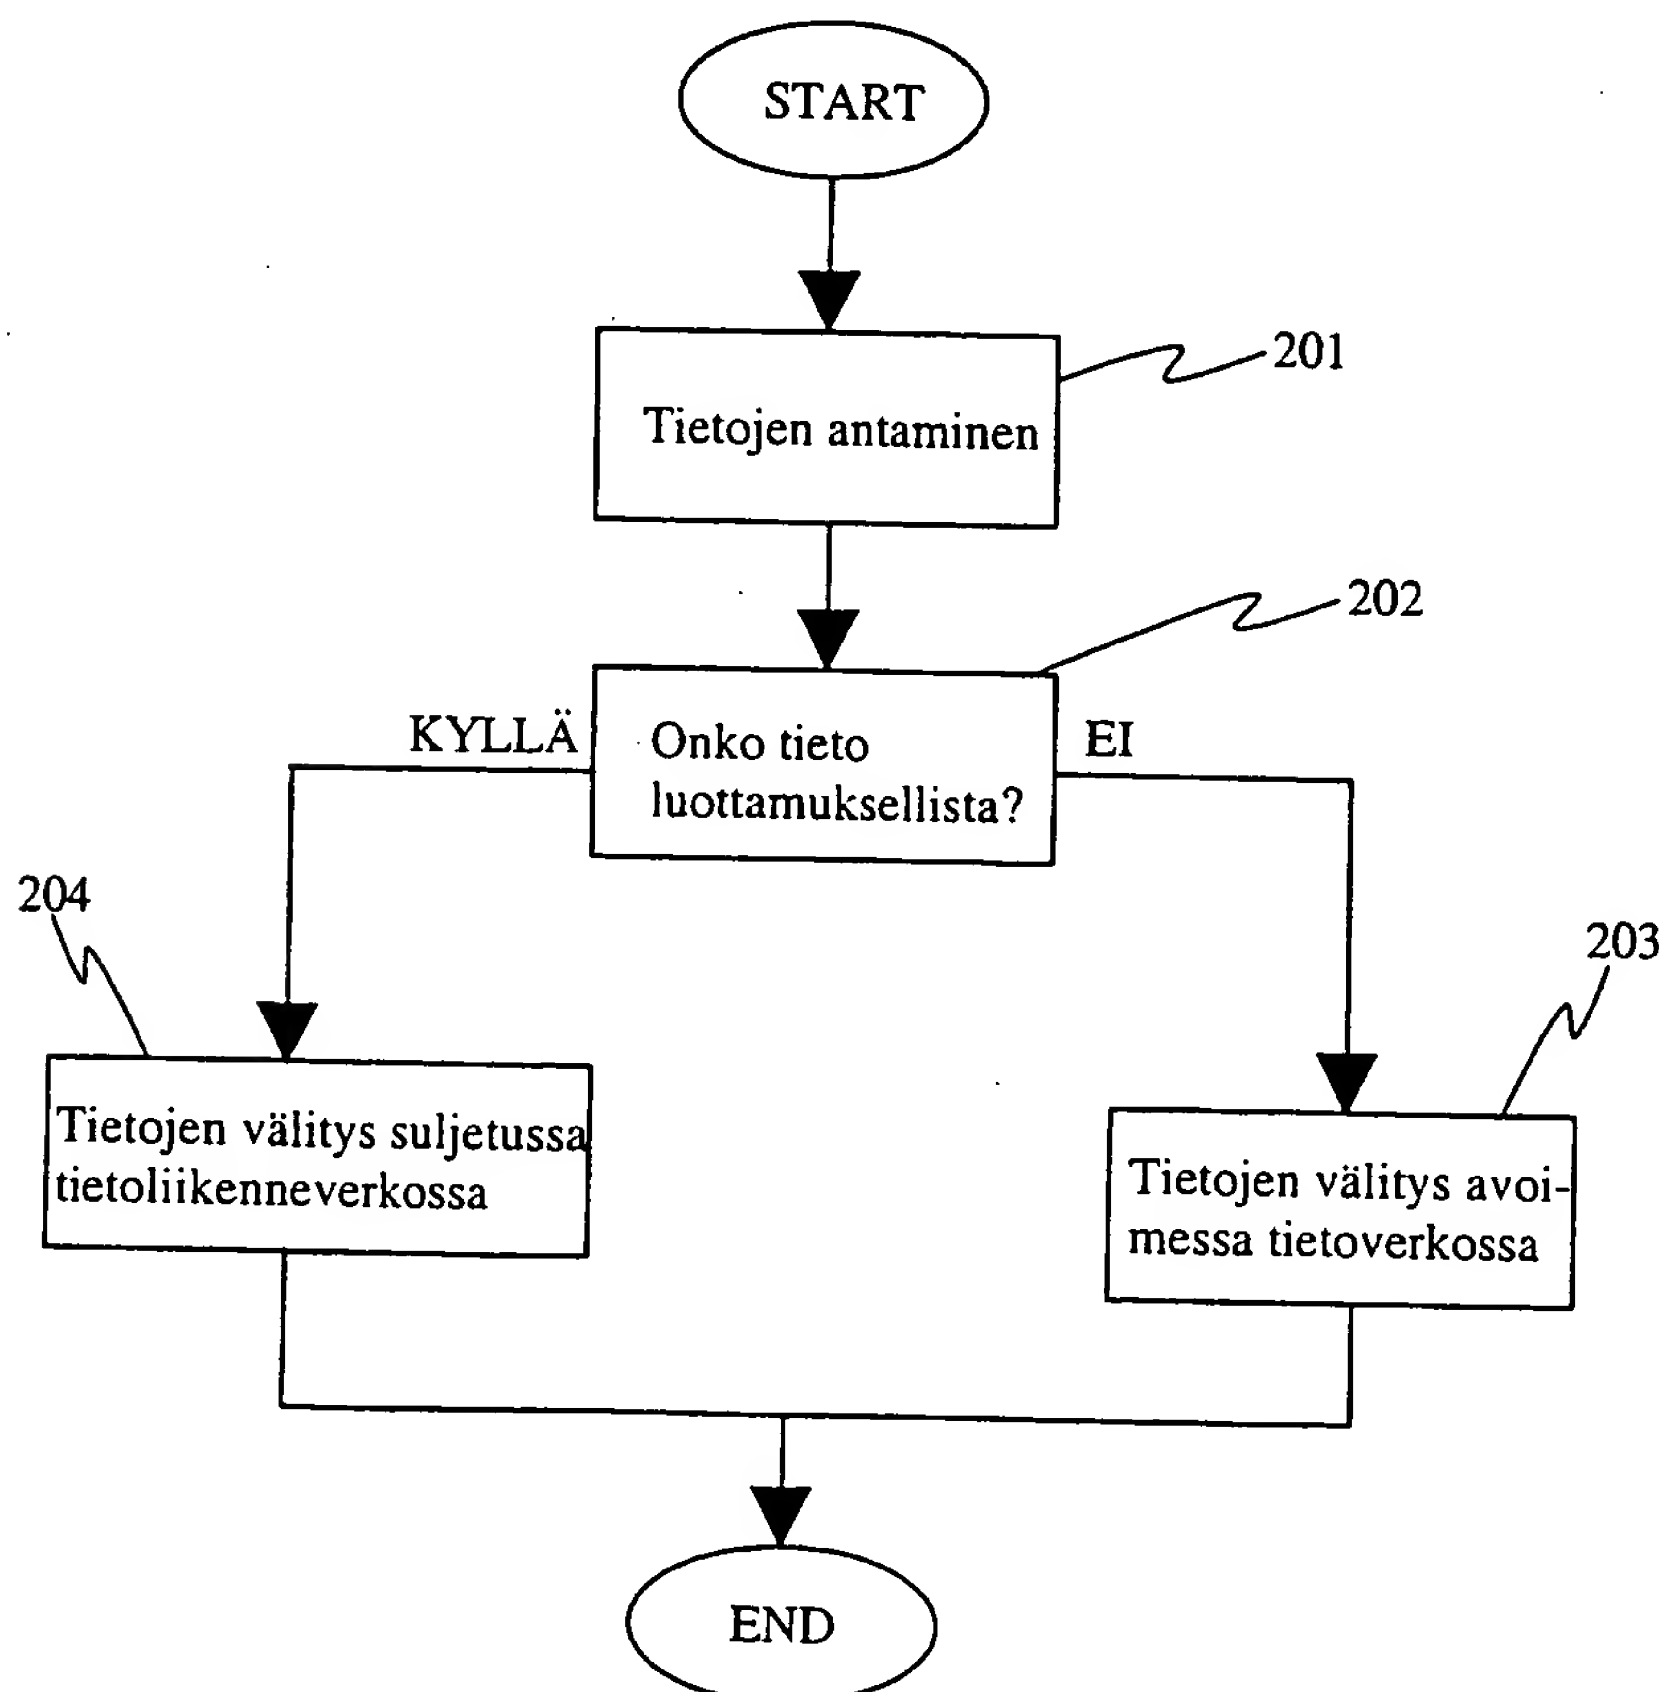 START
201
Tietojen antaminen
202
KYLLÄ
Onko tieto
luottamuksellista?
EI
204
203
Tietojen välitys suljetussa
tietoliikenneverkossa
Tietojen välitys avoi-
messa tietoverkossa
END